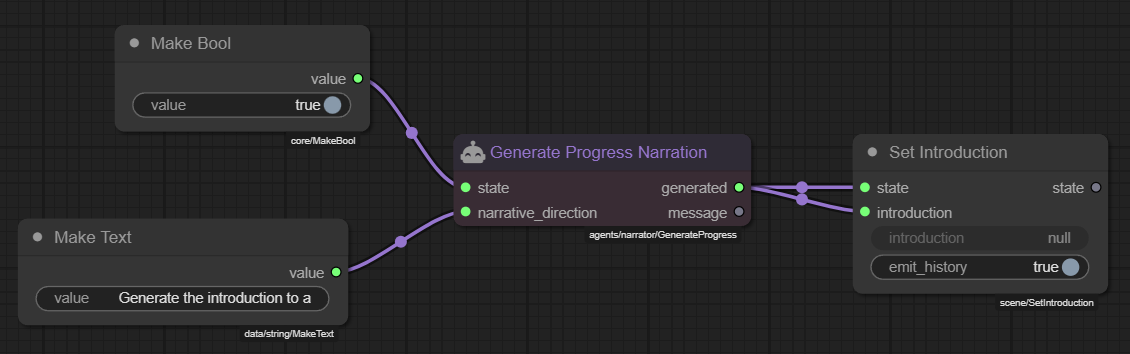 Make Bool
value
value true
core/MakeBool
Make Text
value
value Generate the introduction to a
data/string/MakeText
Generate Progress Narration
state generated
narrative_direction message
agents/narrator/GenerateProgress
Set Introduction
state state
introduction
introduction null
emit_history true
scene/SetIntroduction